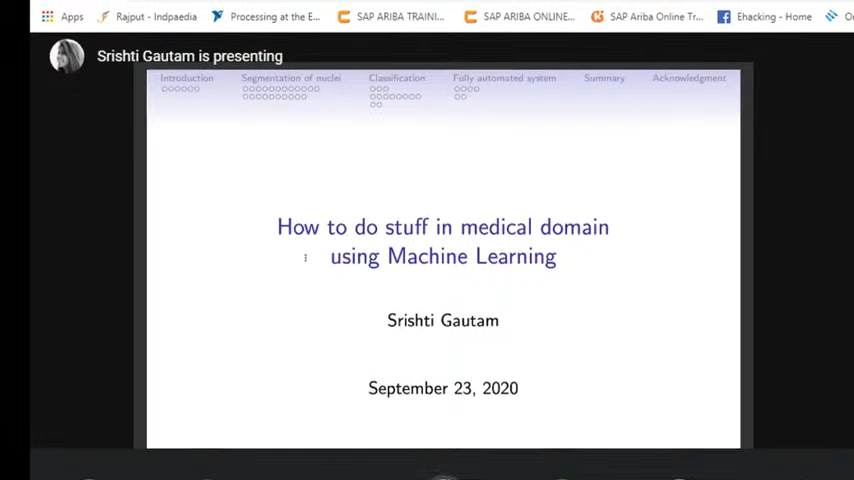 Apps Rajput - Indpaedia Processing at the E... SAP ARIBA TRAINI... SAP ARIBA ONLINE... SAP Ariba Online Tr... Ehacking - Home
Srishti Gautam is presenting
Introduction Segmentation of nuclei Classification Fully automated system Summary Acknowledgment
How to do stuff in medical domain
using Machine Learning
Srishti Gautam
September 23, 2020